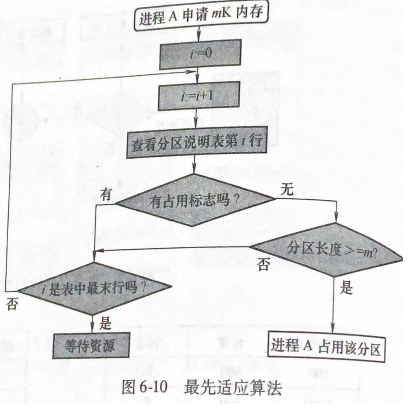 进程 A 申请 mK 内存
i=0
i:=i+1
查看分区说明表第 i 行
有占用标志吗?
有
无
分区长度>=m?
否
是
i 是表中最末行吗?
否
是
等待资源
进程 A 占用该分区
图 6-10 最先适应算法